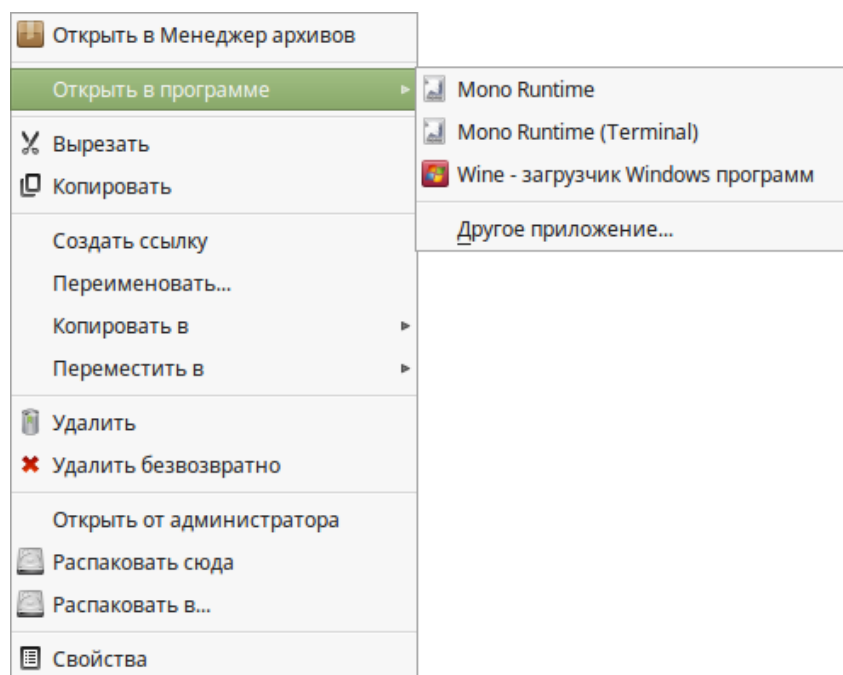 Открыть в Менеджер архивов
Открыть в программе
Mono Runtime
Mono Runtime (Terminal)
Wine - загрузчик Windows программ
Другое приложение...
Вырезать
Копировать
Создать ссылку
Переименовать...
Копировать в
Переместить в
Удалить
Удалить безвозвратно
Открыть от администратора
Распаковать сюда
Распаковать в...
Свойства